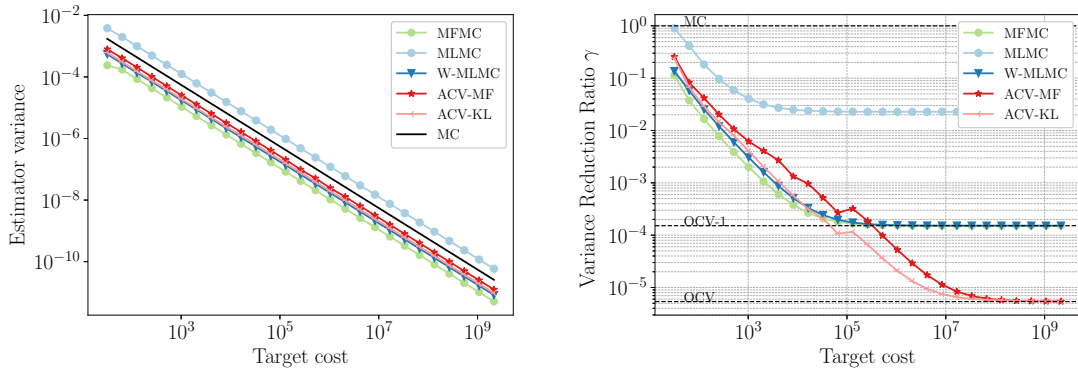 10^{-2}
10^{-4}
10^{-6}
10^{-8}
10^{-10}
Estimator variance
10^3
10^5
10^7
10^9
Target cost
MFMC
MLMC
W-MLMC
ACV-MF
ACV-KL
MC
10^0
10^{-1}
10^{-2}
10^{-3}
10^{-4}
10^{-5}
Variance Reduction Ratio γ
MC
OCV-1
OCV
10^3
10^5
10^7
10^9
Target cost
MFMC
MLMC
W-MLMC
ACV-MF
ACV-KL